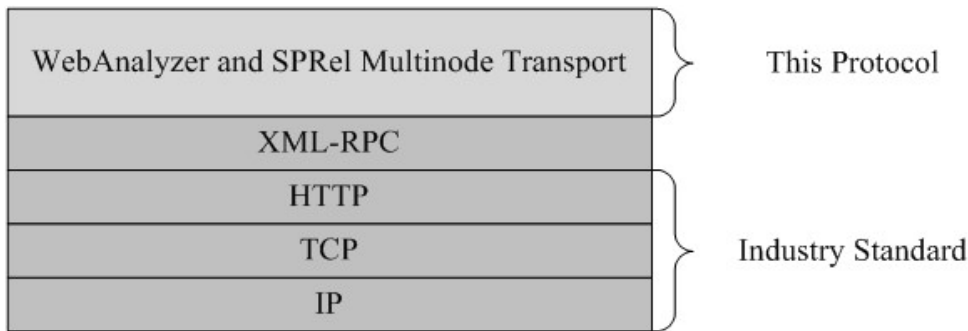 WebAnalyzer and SPRel Multinode Transport
This Protocol
XML-RPC
HTTP
TCP
Industry Standard
IP